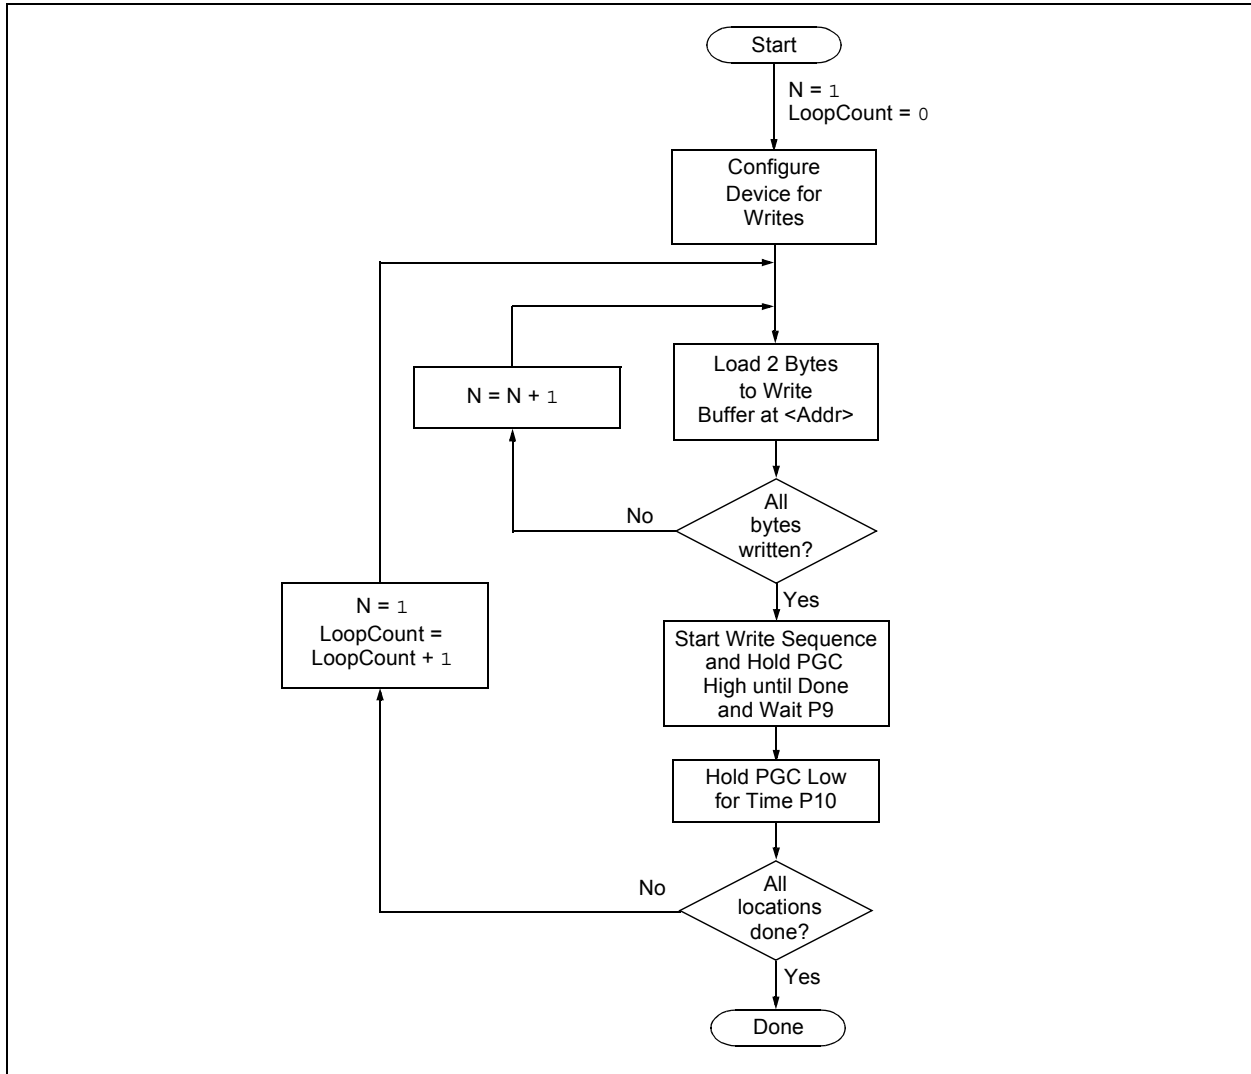 Start
N = 1
LoopCount = 0
Configure
Device for
Writes
Load 2 Bytes
to Write
Buffer at <Addr>
N = N + 1
All
bytes
written?
No
Yes
Start Write Sequence
and Hold PGC
High until Done
and Wait P9
N = 1
LoopCount =
LoopCount + 1
Hold PGC Low
for Time P10
All
locations
done?
No
Yes
Done